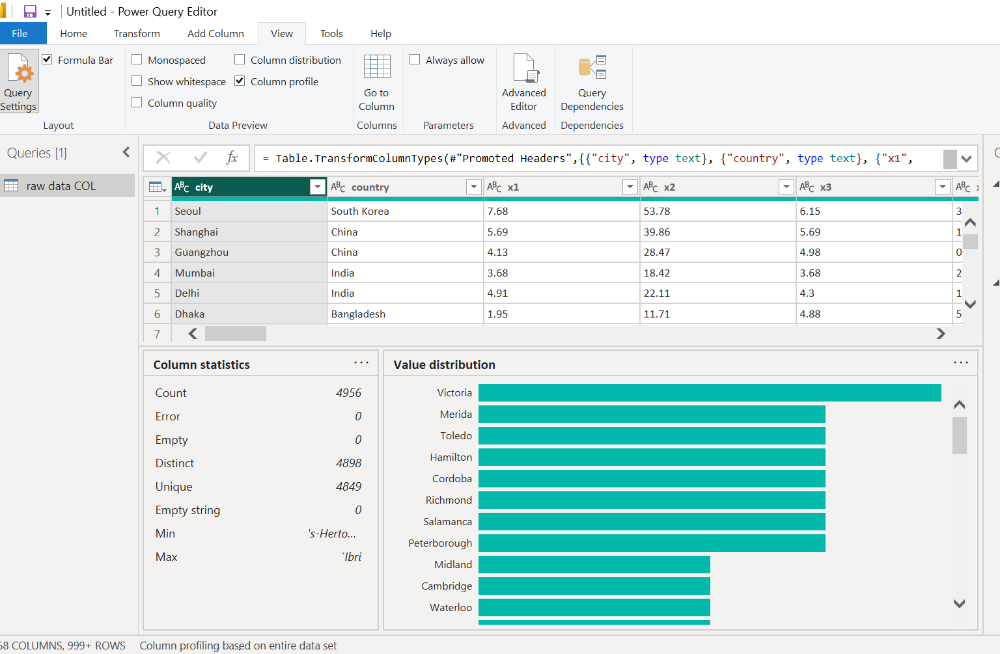 Untitled - Power Query Editor
File Home Transform Add Column View Tools Help
Query Settings
Formula Bar
Layout
Monospaced
Show whitespace
Column quality
Column distribution
Column profile
Data Preview
Go to Column
Columns
Always allow
Parameters
Advanced Editor
Advanced
Query Dependencies
Dependencies
Queries [1]
raw data COL
fx
= Table.TransformColumnTypes(#"Promoted Headers",{{"city", type text}, {"country", type text}, {"x1",
ABC city ABC country ABC x1 ABC x2 ABC x3 ABC
1 Seoul South Korea 7.68 53.78 6.15 3
2 Shanghai China 5.69 39.86 5.69 1
3 Guangzhou China 4.13 28.47 4.98 0
4 Mumbai India 3.68 18.42 3.68 2
5 Delhi India 4.91 22.11 4.3 1
6 Dhaka Bangladesh 1.95 11.71 4.88 5
7
Column statistics ...
Count 4956
Error 0
Empty 0
Distinct 4898
Unique 4849
Empty string 0
Min 's-Herto...
Max `Ibri
Value distribution ...
Victoria
Merida
Toledo
Hamilton
Cordoba
Richmond
Salamanca
Peterborough
Midland
Cambridge
Waterloo
58 COLUMNS, 999+ ROWS Column profiling based on entire data set